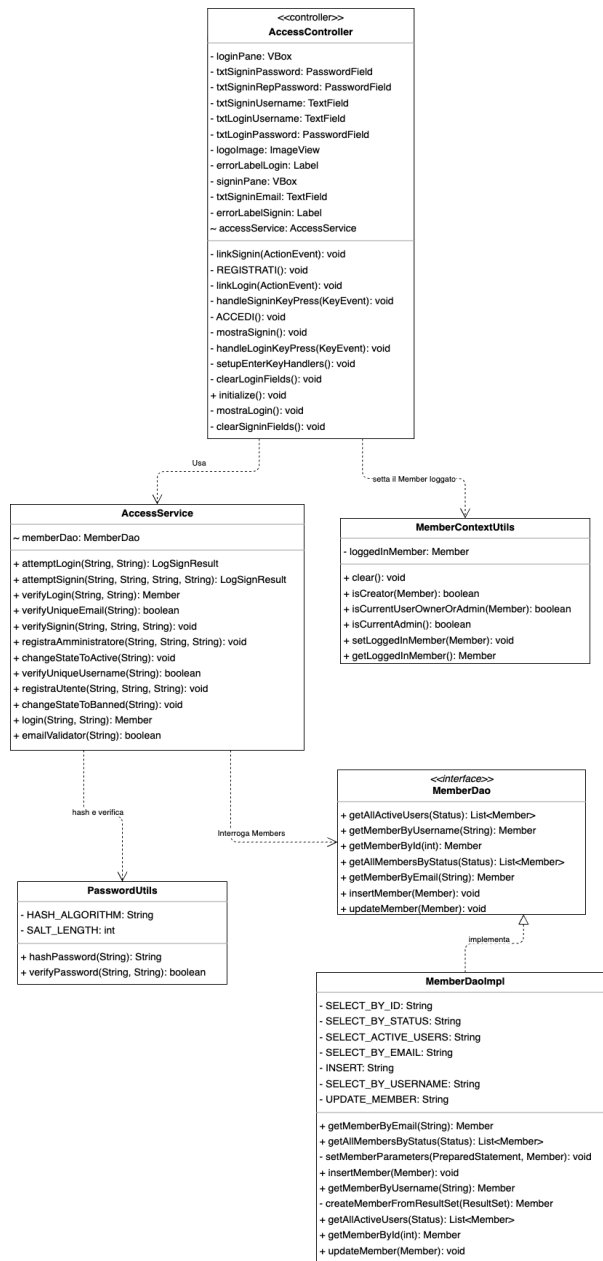 <<controller>>
AccessController
- loginPane: VBox
- txtSigninPassword: PasswordField
- txtSigninRepPassword: PasswordField
- txtSigninUsername: TextField
- txtLoginUsername: TextField
- txtLoginPassword: PasswordField
- logoImage: ImageView
- errorLabelLogin: Label
- signinPane: VBox
- txtSigninEmail: TextField
- errorLabelSignin: Label
~ accessService: AccessService
- linkSignin(ActionEvent): void
- REGISTRATI(): void
- linkLogin(ActionEvent): void
- handleSigninKeyPress(KeyEvent): void
- ACCEDI(): void
- mostraSignin(): void
- handleLoginKeyPress(KeyEvent): void
- setupEnterKeyHandlers(): void
- clearLoginFields(): void
+ initialize(): void
- mostraLogin(): void
- clearSigninFields(): void
Usa
setta il Member loggato
AccessService
~ memberDao: MemberDao
+ attemptLogin(String, String): LogSignResult
+ attemptSignin(String, String, String, String): LogSignResult
+ verifyLogin(String, String): Member
+ verifyUniqueEmail(String): boolean
+ verifySignin(String, String, String): void
+ registraAmministratore(String, String, String): void
+ changeStateToActive(String): void
+ verifyUniqueUsername(String): boolean
+ registraUtente(String, String, String): void
+ changeStateToBanned(String): void
+ login(String, String): Member
+ emailValidator(String): boolean
MemberContextUtils
- loggedInMember: Member
+ clear(): void
+ isCreator(Member): boolean
+ isCurrentUserOwnerOrAdmin(Member): boolean
+ isCurrentAdmin(): boolean
+ setLoggedInMember(Member): void
+ getLoggedInMember(): Member
hash e verifica
Interroga Members
<<interface>>
MemberDao
+ getAllActiveUsers(Status): List<Member>
+ getMemberByUsername(String): Member
+ getMemberById(int): Member
+ getAllMembersByStatus(Status): List<Member>
+ getMemberByEmail(String): Member
+ insertMember(Member): void
+ updateMember(Member): void
PasswordUtils
- HASH_ALGORITHM: String
- SALT_LENGTH: int
+ hashPassword(String): String
+ verifyPassword(String, String): boolean
implementa
MemberDaoImpl
- SELECT_BY_ID: String
- SELECT_BY_STATUS: String
- SELECT_ACTIVE_USERS: String
- SELECT_BY_EMAIL: String
- INSERT: String
- SELECT_BY_USERNAME: String
- UPDATE_MEMBER: String
+ getMemberByEmail(String): Member
+ getAllMembersByStatus(Status): List<Member>
- setMemberParameters(PreparedStatement, Member): void
+ insertMember(Member): void
+ getMemberByUsername(String): Member
- createMemberFromResultSet(ResultSet): Member
+ getAllActiveUsers(Status): List<Member>
+ getMemberById(int): Member
+ updateMember(Member): void